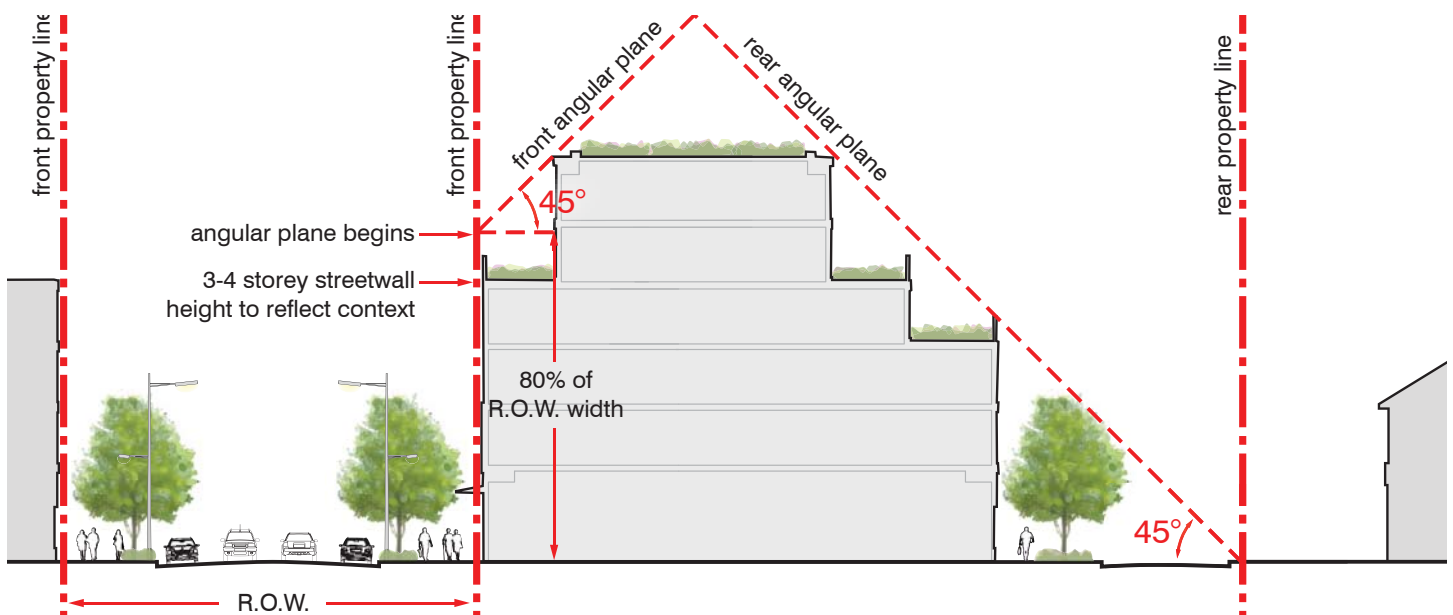 front property line
front property line
front angular plane
rear angular plane
rear property line
45°
angular plane begins
3-4 storey streetwall
height to reflect context
80% of
R.O.W. width
45°
R.O.W.